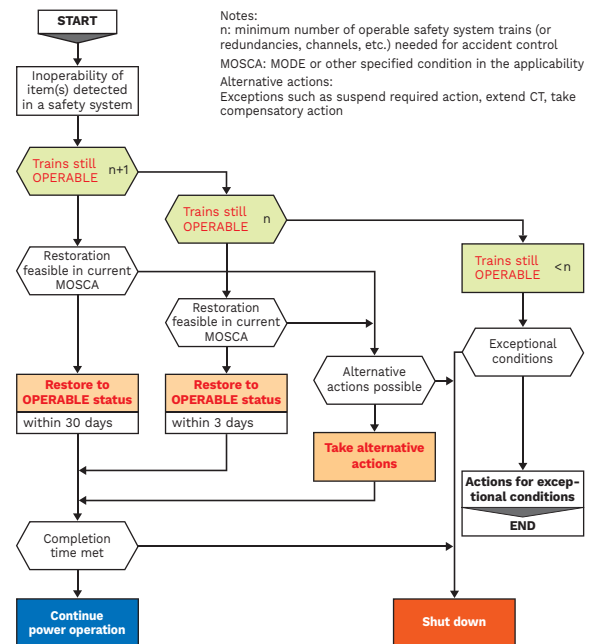 START
Notes:
n: minimum number of operable safety system trains (or
redundancies, channels, etc.) needed for accident control
MOSCA: MODE or other specified condition in the applicability
Alternative actions:
Exceptions such as suspend required action, extend CT, take
compensatory action
Inoperability of
item(s) detected
in a safety system
Trains still
OPERABLE
n+1
Trains still
OPERABLE
n
Trains still
OPERABLE
<n
Restoration
feasible in current
MOSCA
Restoration
feasible in current
MOSCA
Exceptional
conditions
Alternative
actions possible
Restore to
OPERABLE status
within 30 days
Restore to
OPERABLE status
within 3 days
Take alternative
actions
Actions for excep-
tional conditions
END
Completion
time met
Continue
power operation
Shut down